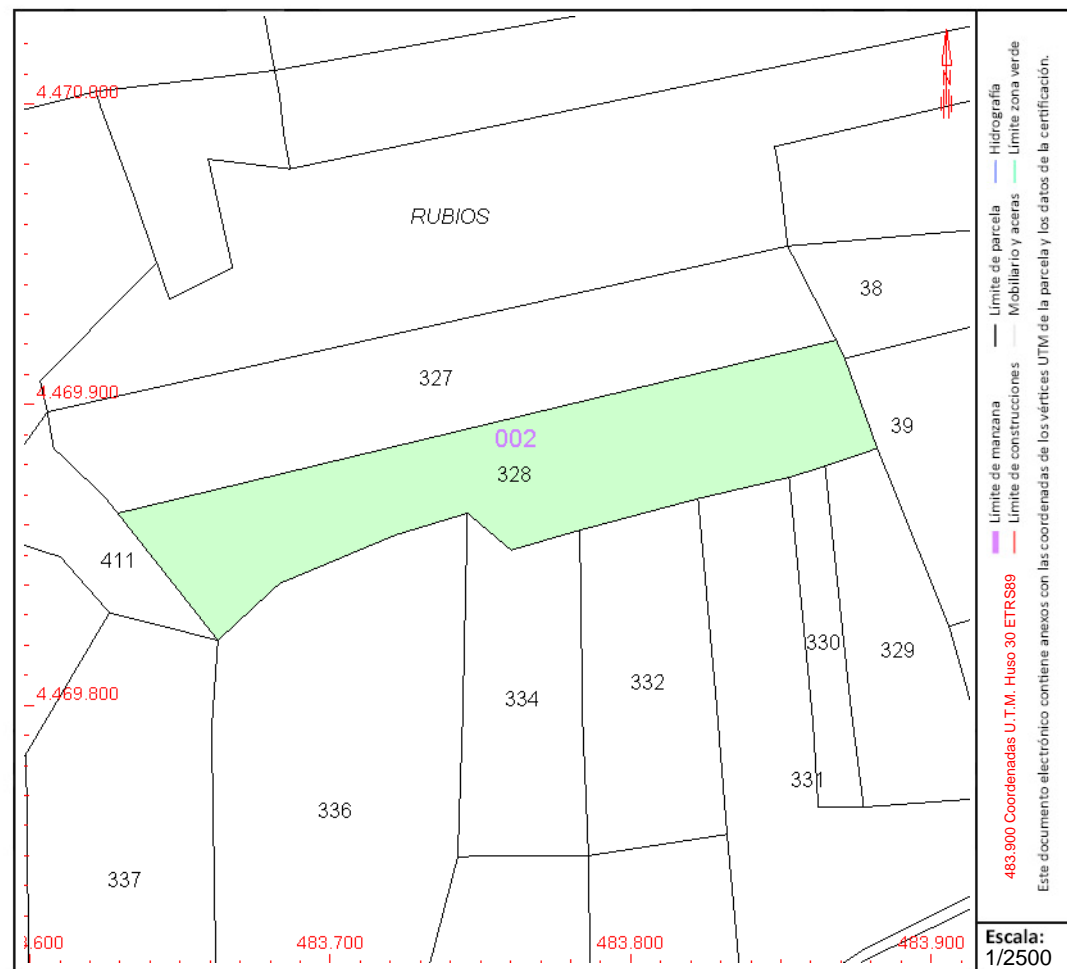 4.470.000
N
RUBIOS
38
327
4.469.900
39
002
328
411
330
329
332
334
4.469.800
331
336
337
.600
483.700
483.800
483.900
Límite de manzana
Límite de parcela
Hidrografía
Límite de construcciones
Mobiliario y aceras
Límite zona verde
483.900 Coordenadas U.T.M. Huso 30 ETRS89
Este documento electrónico contiene anexos con las coordenadas de los vértices UTM de la parcela y los datos de la certificación.
Escala:
1/2500